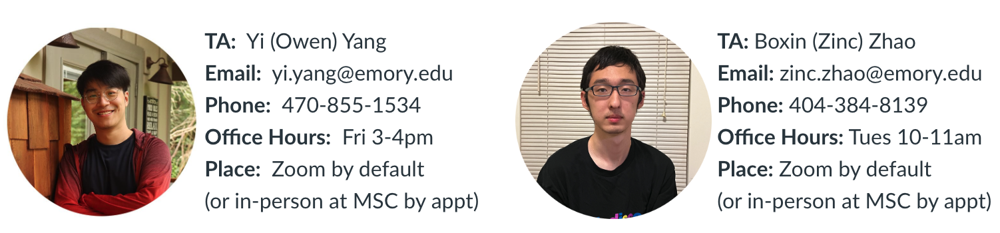 TA: Yi (Owen) Yang
Email: yi.yang@emory.edu
Phone: 470-855-1534
Office Hours: Fri 3-4pm
Place: Zoom by default
(or in-person at MSC by appt)
TA: Boxin (Zinc) Zhao
Email: zinc.zhao@emory.edu
Phone: 404-384-8139
Office Hours: Tues 10-11am
Place: Zoom by default
(or in-person at MSC by appt)